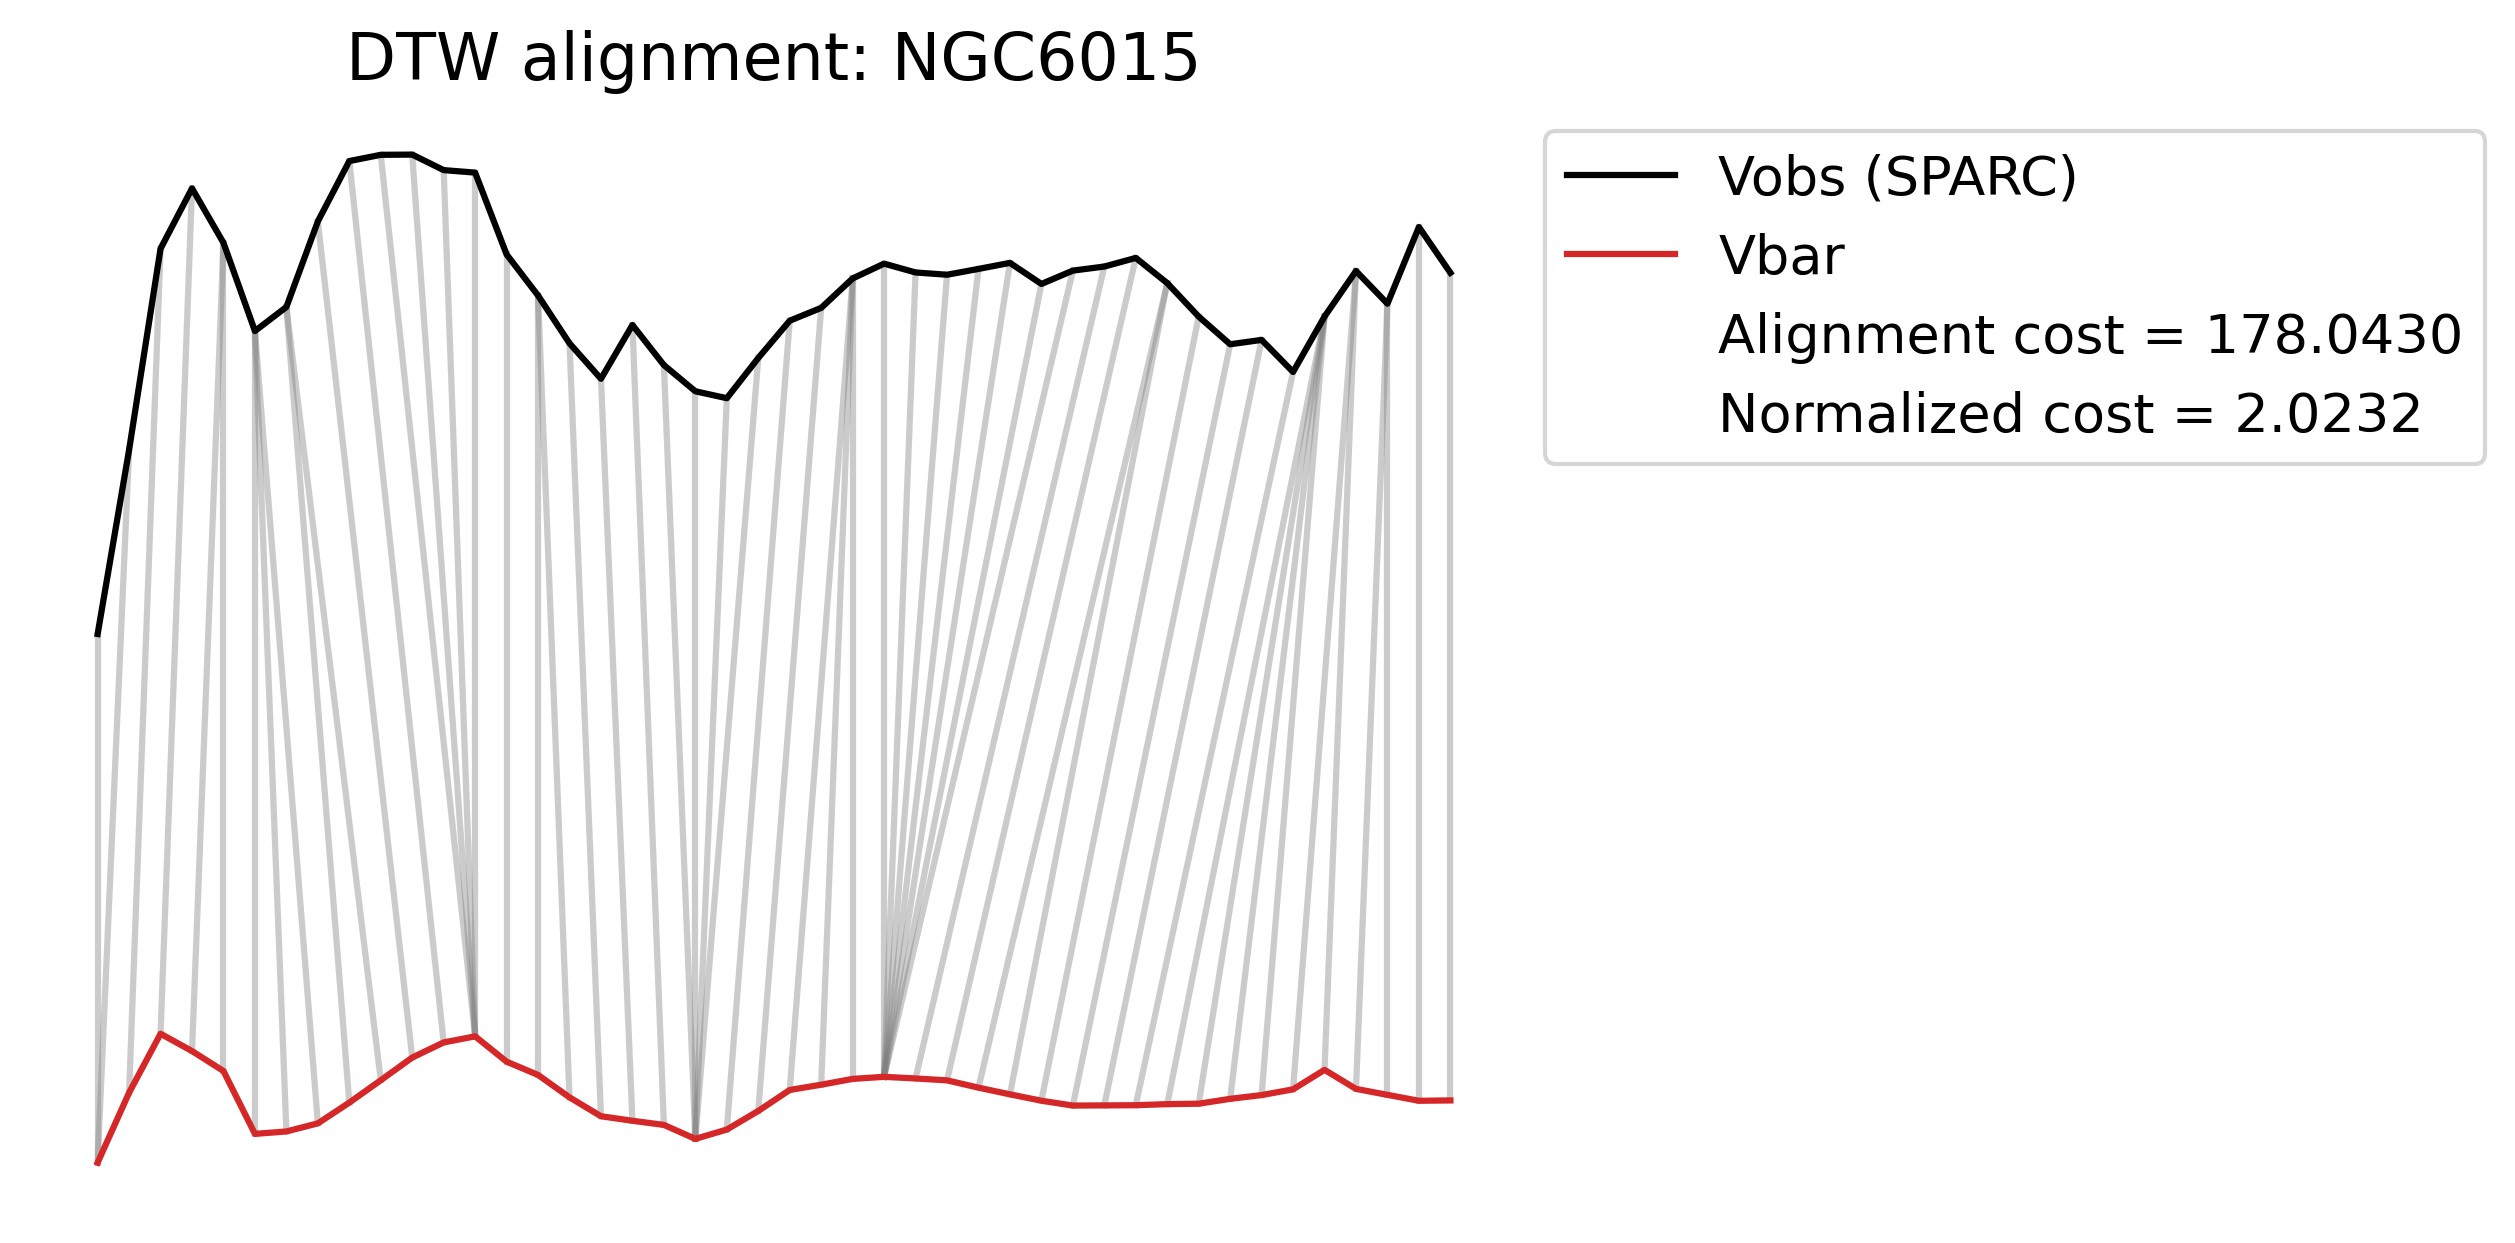 DTW alignment: NGC6015
Vobs (SPARC)
Vbar
Alignment cost = 178.0430
Normalized cost = 2.0232